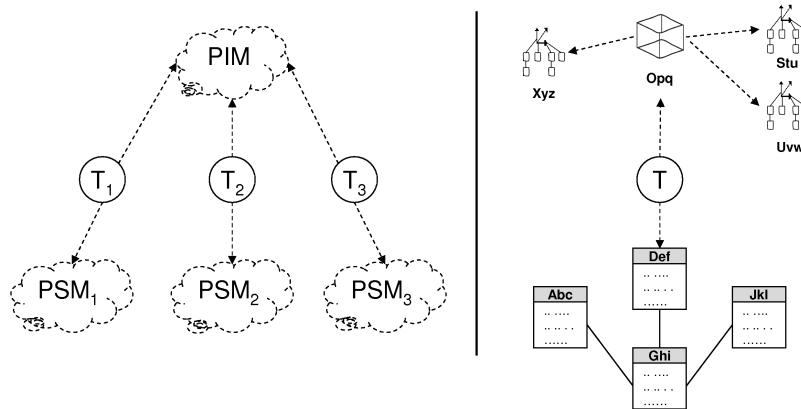 PIM
T1
T2
T3
PSM1
PSM2
PSM3
Xyz
Opq
Stu
Uvw
T
Def
Abc
Jkl
Ghi